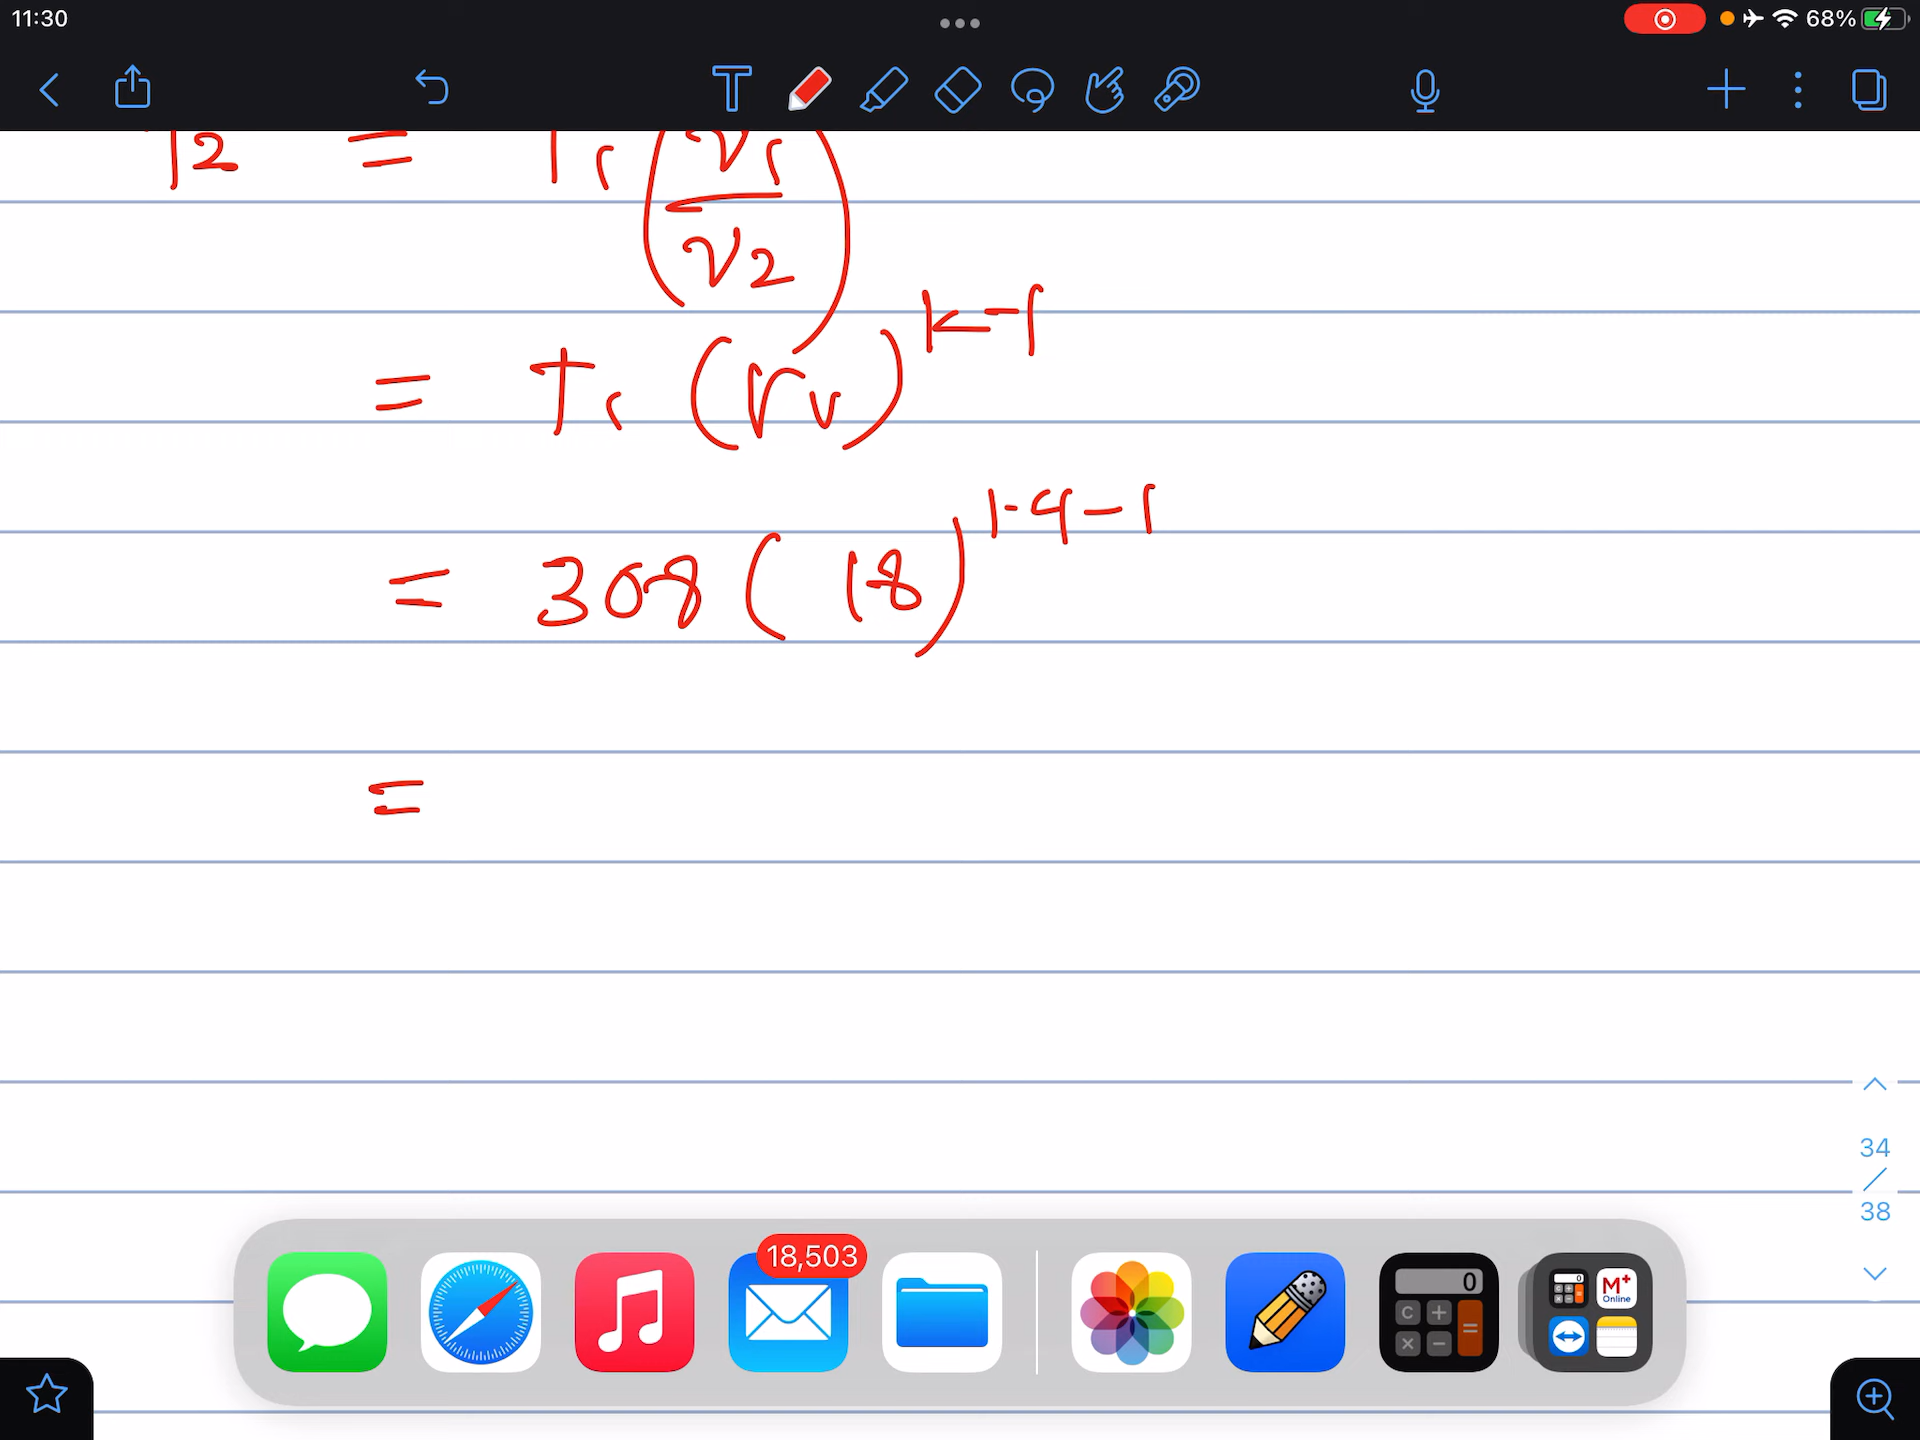 11:30 68%
T2 = T1 (v1/v2)
= T1 (rv)^k-1
= 308 (18)^1.4-1
=
34
/
38
18,503
0
C + × − =
M+ Online